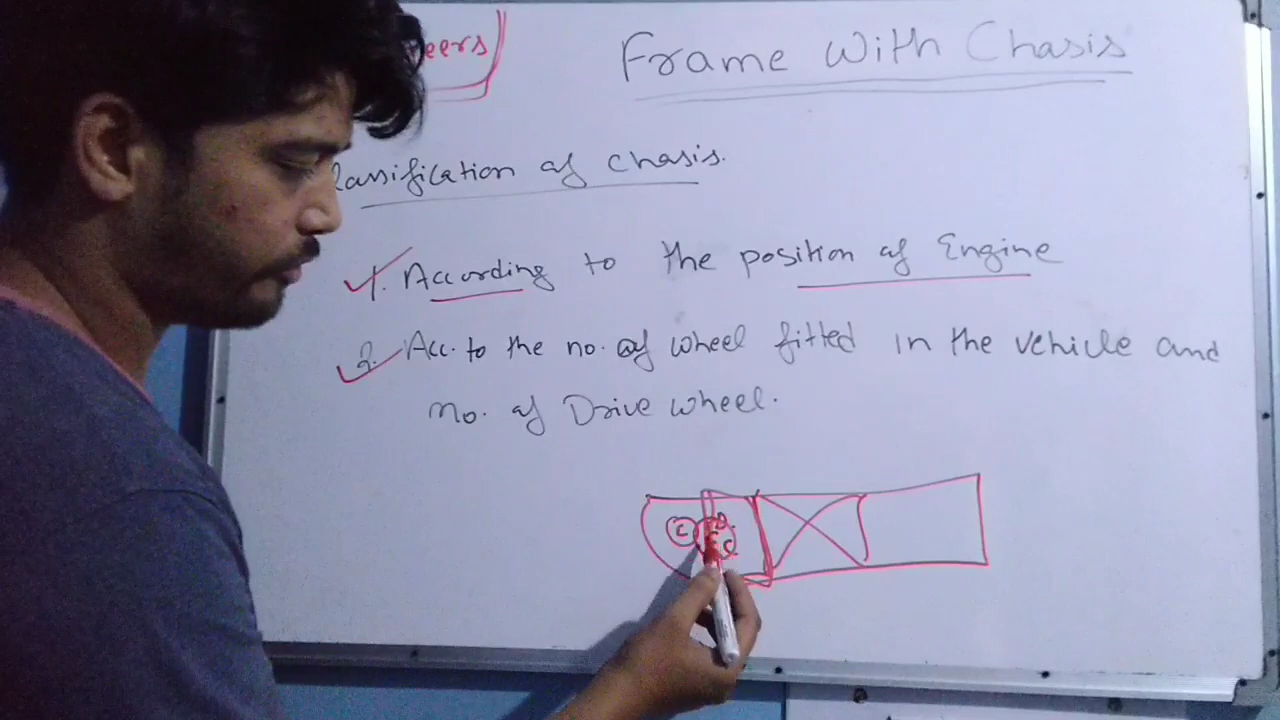 eers
Frame With Chasis
lassification of chasis.
1. According to the position of Engine
2. Acc. to the no. of wheel fitted in the vehicle and
no. of Drive wheel.
C